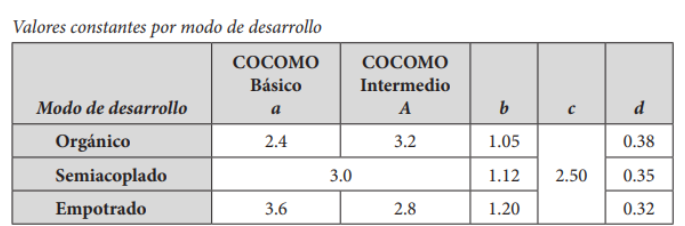 Valores constantes por modo de desarrollo
Modo de desarrollo COCOMO Básico a COCOMO Intermedio A b c d
Orgánico 2.4 3.2 1.05 2.50 0.38
Semiacoplado 3.0 1.12 0.35
Empotrado 3.6 2.8 1.20 0.32